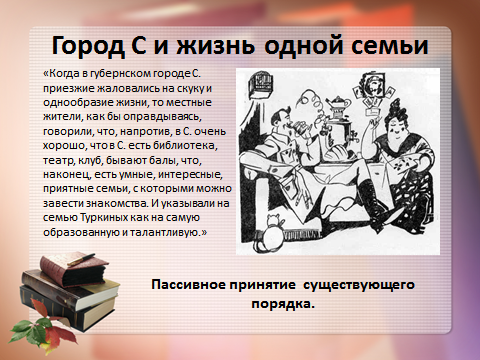 Город С и жизнь одной семьи
«Когда в губернском городе С.
приезжие жаловались на скуку и
однообразие жизни, то местные
жители, как бы оправдываясь,
говорили, что, напротив, в С. очень
хорошо, что в С. есть библиотека,
театр, клуб, бывают балы, что,
наконец, есть умные, интересные,
приятные семьи, с которыми можно
завести знакомства. И указывали на
семью Туркиных как на самую
образованную и талантливую.»
Пассивное принятие существующего
порядка.